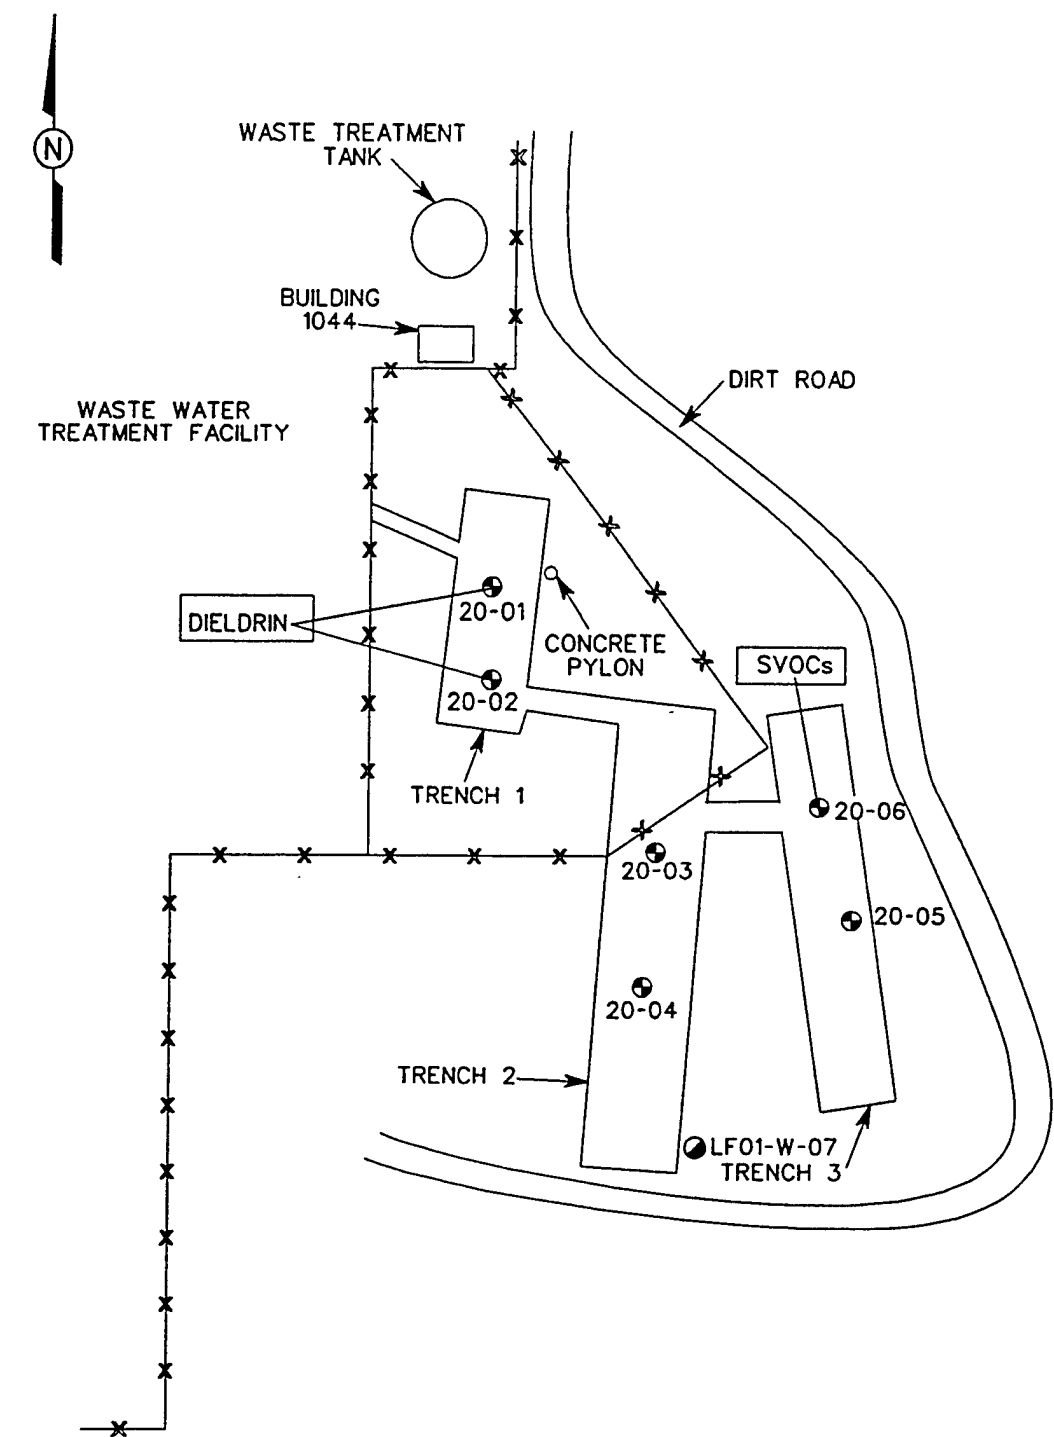 N
WASTE TREATMENT
TANK
BUILDING
1044
DIRT ROAD
WASTE WATER
TREATMENT FACILITY
20-01
DIELDRIN
CONCRETE
PYLON
SVOCs
20-02
TRENCH 1
20-06
20-03
20-05
20-04
TRENCH 2
LF01-W-07
TRENCH 3